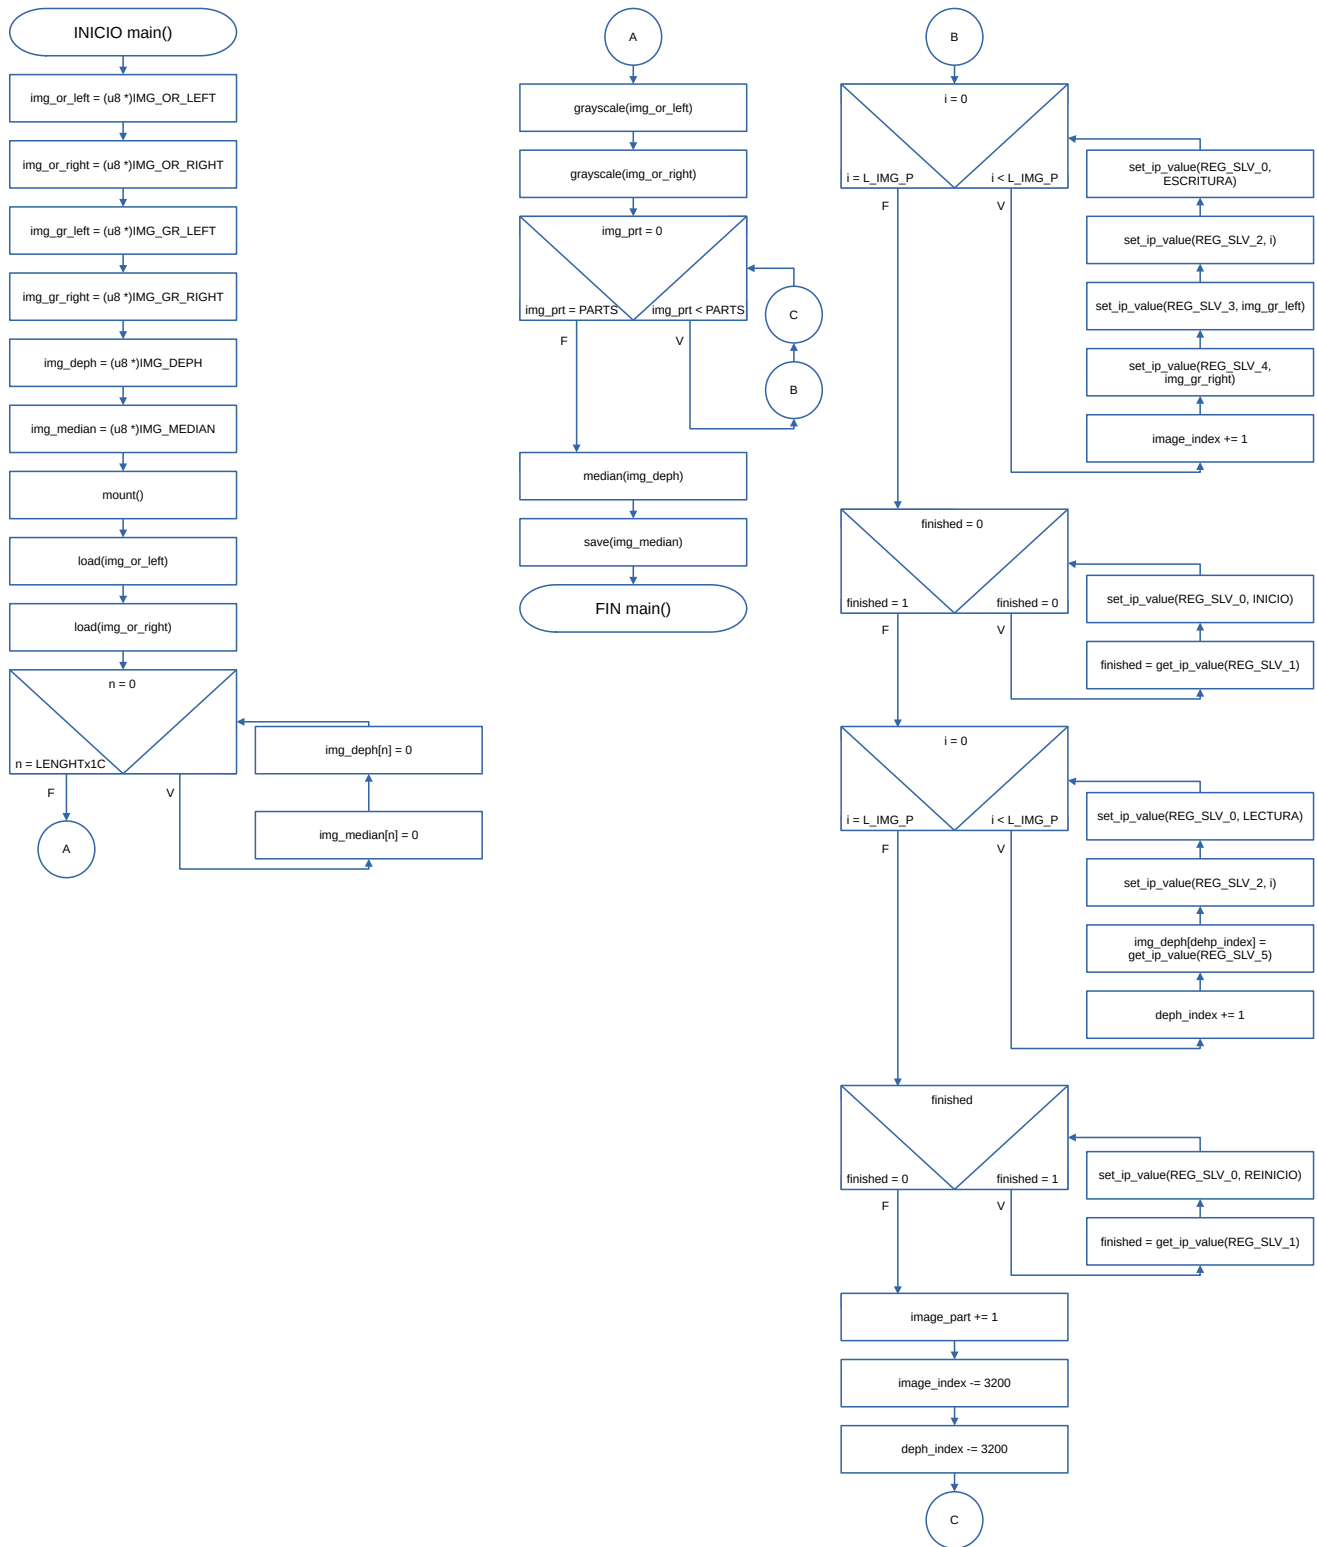 INICIO main()
img_or_left = (u8 *)IMG_OR_LEFT
img_or_right = (u8 *)IMG_OR_RIGHT
img_gr_left = (u8 *)IMG_GR_LEFT
img_gr_right = (u8 *)IMG_GR_RIGHT
img_deph = (u8 *)IMG_DEPH
img_median = (u8 *)IMG_MEDIAN
mount()
load(img_or_left)
load(img_or_right)
n = 0
n = LENGHTx1C
F
V
img_deph[n] = 0
img_median[n] = 0
A
A
grayscale(img_or_left)
grayscale(img_or_right)
img_prt = 0
img_prt = PARTS
img_prt < PARTS
F
V
C
B
median(img_deph)
save(img_median)
FIN main()
B
i = 0
i = L_IMG_P
i < L_IMG_P
F
V
set_ip_value(REG_SLV_0,
ESCRITURA)
set_ip_value(REG_SLV_2, i)
set_ip_value(REG_SLV_3, img_gr_left)
set_ip_value(REG_SLV_4,
img_gr_right)
image_index += 1
finished = 0
finished = 1
finished = 0
F
V
set_ip_value(REG_SLV_0, INICIO)
finished = get_ip_value(REG_SLV_1)
i = 0
i = L_IMG_P
i < L_IMG_P
F
V
set_ip_value(REG_SLV_0, LECTURA)
set_ip_value(REG_SLV_2, i)
img_deph[dehp_index] =
get_ip_value(REG_SLV_5)
deph_index += 1
finished
finished = 0
finished = 1
F
V
set_ip_value(REG_SLV_0, REINICIO)
finished = get_ip_value(REG_SLV_1)
image_part += 1
image_index -= 3200
deph_index -= 3200
C